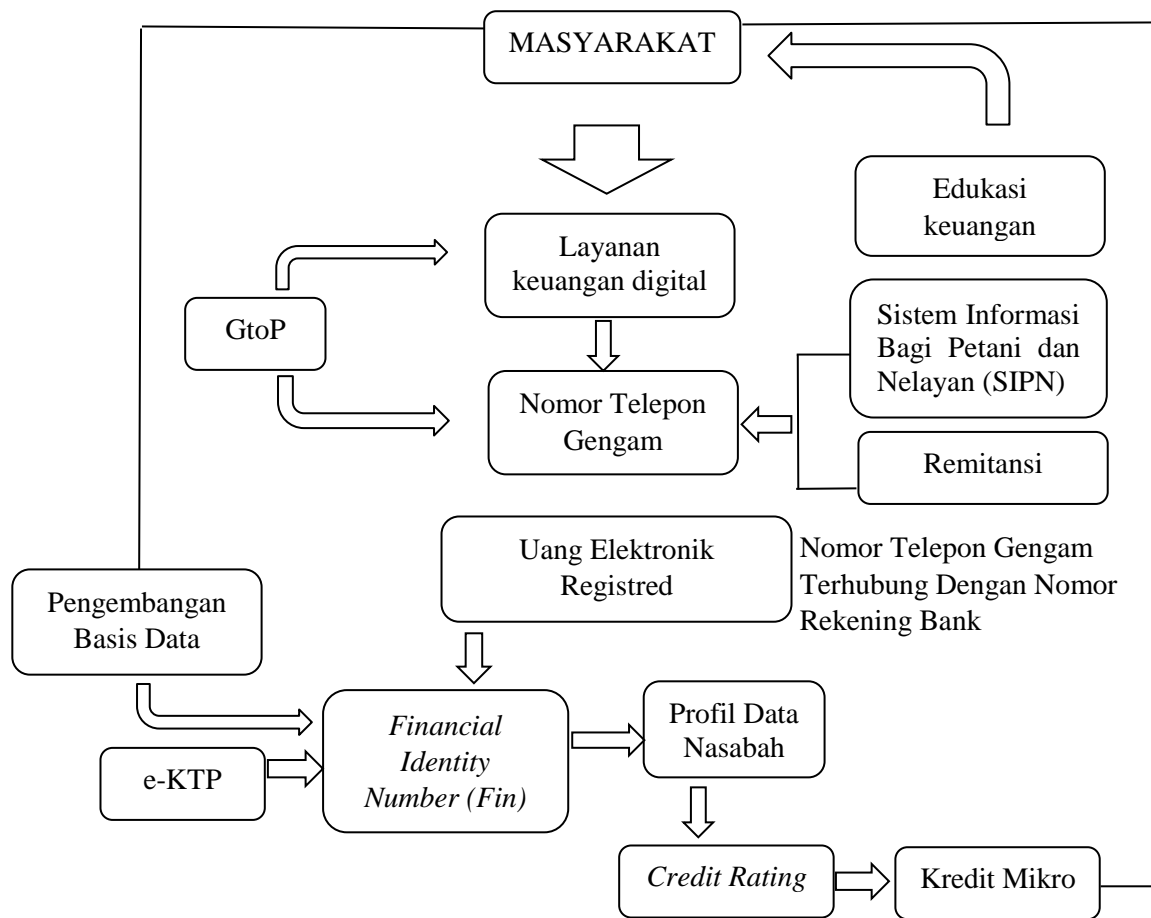 MASYARAKAT
Edukasi
keuangan
Layanan
keuangan digital
GtoP
Sistem Informasi
Bagi Petani dan
Nelayan (SIPN)
Nomor Telepon
Gengam
Remitansi
Uang Elektronik
Registred
Nomor Telepon Gengam
Terhubung Dengan Nomor
Rekening Bank
Pengembangan
Basis Data
Financial
Identity
Number (Fin)
Profil Data
Nasabah
e-KTP
Credit Rating
Kredit Mikro